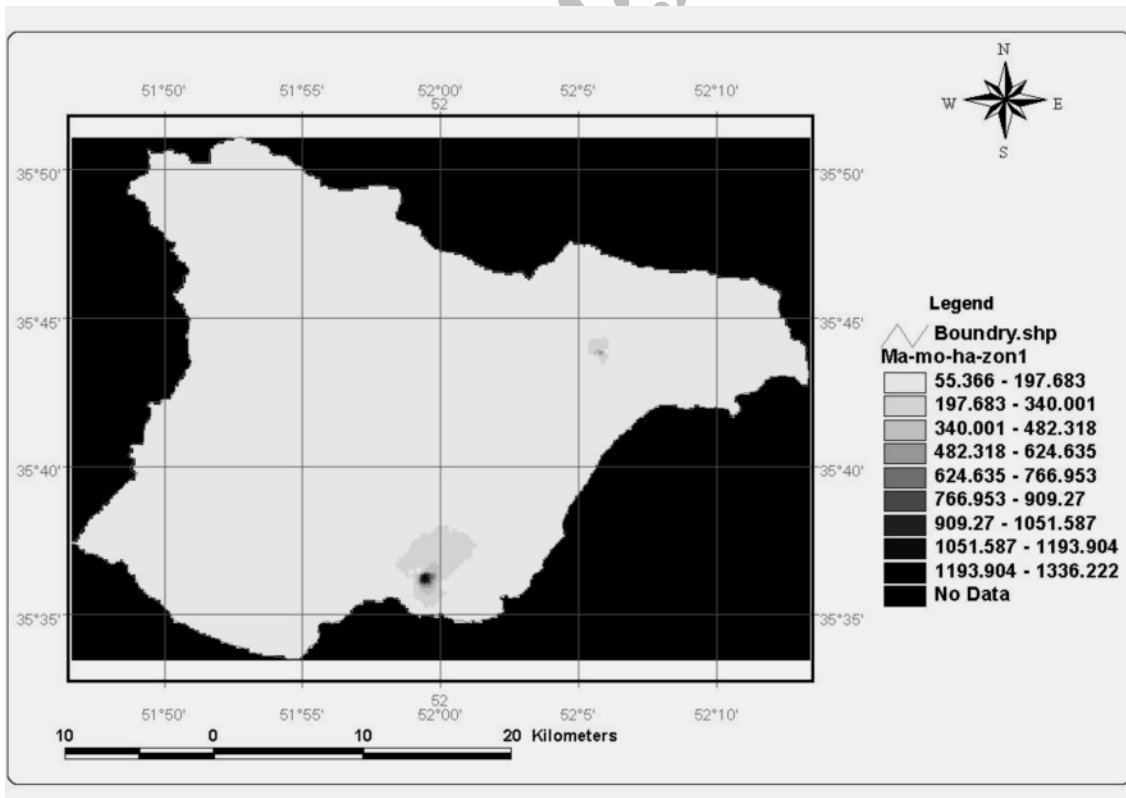 N
W E
S
51°50' 51°55' 52°00' 52°5' 52°10'
52
35°50' 35°50'
35°45' 35°45'
35°40' 35°40'
35°35' 35°35'
52
51°50' 51°55' 52°00' 52°5' 52°10'
Legend
Boundry.shp
Ma-mo-ha-zon1
55.366 - 197.683
197.683 - 340.001
340.001 - 482.318
482.318 - 624.635
624.635 - 766.953
766.953 - 909.27
909.27 - 1051.587
1051.587 - 1193.904
1193.904 - 1336.222
No Data
10 0 10 20 Kilometers